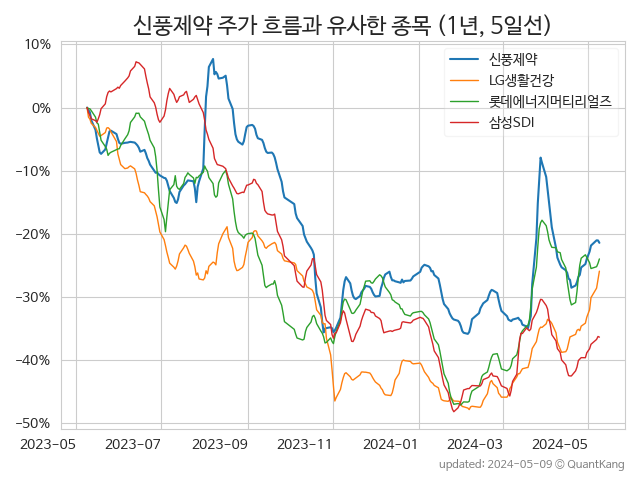 신풍제약 주가 흐름과 유사한 종목 (1년, 5일선)
신풍제약
LG생활건강
롯데에너지머티리얼즈
삼성SDI
10%
0%
−10%
−20%
−30%
−40%
−50%
2023-05 2023-07 2023-09 2023-11 2024-01 2024-03 2024-05
updated: 2024-05-09 © QuantKang